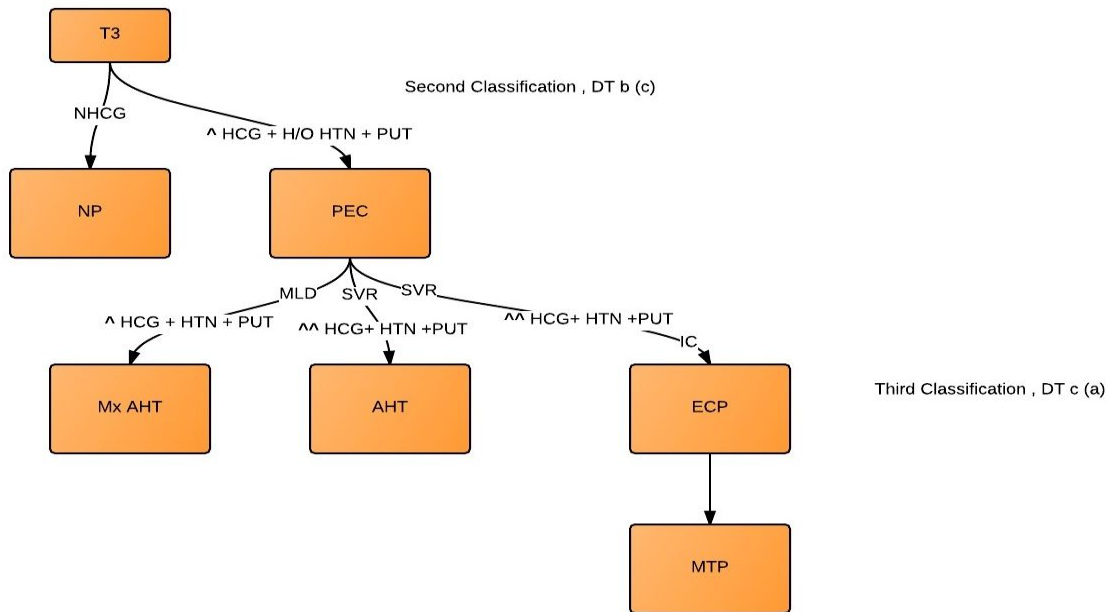 T3
Second Classification , DT b (c)
NHCG
^ HCG + H/O HTN + PUT
NP
PEC
MLD
SVR
SVR
^ HCG + HTN + PUT
^^ HCG+ HTN +PUT
^^ HCG+ HTN +PUT
IC
Mx AHT
AHT
ECP
Third Classification , DT c (a)
MTP